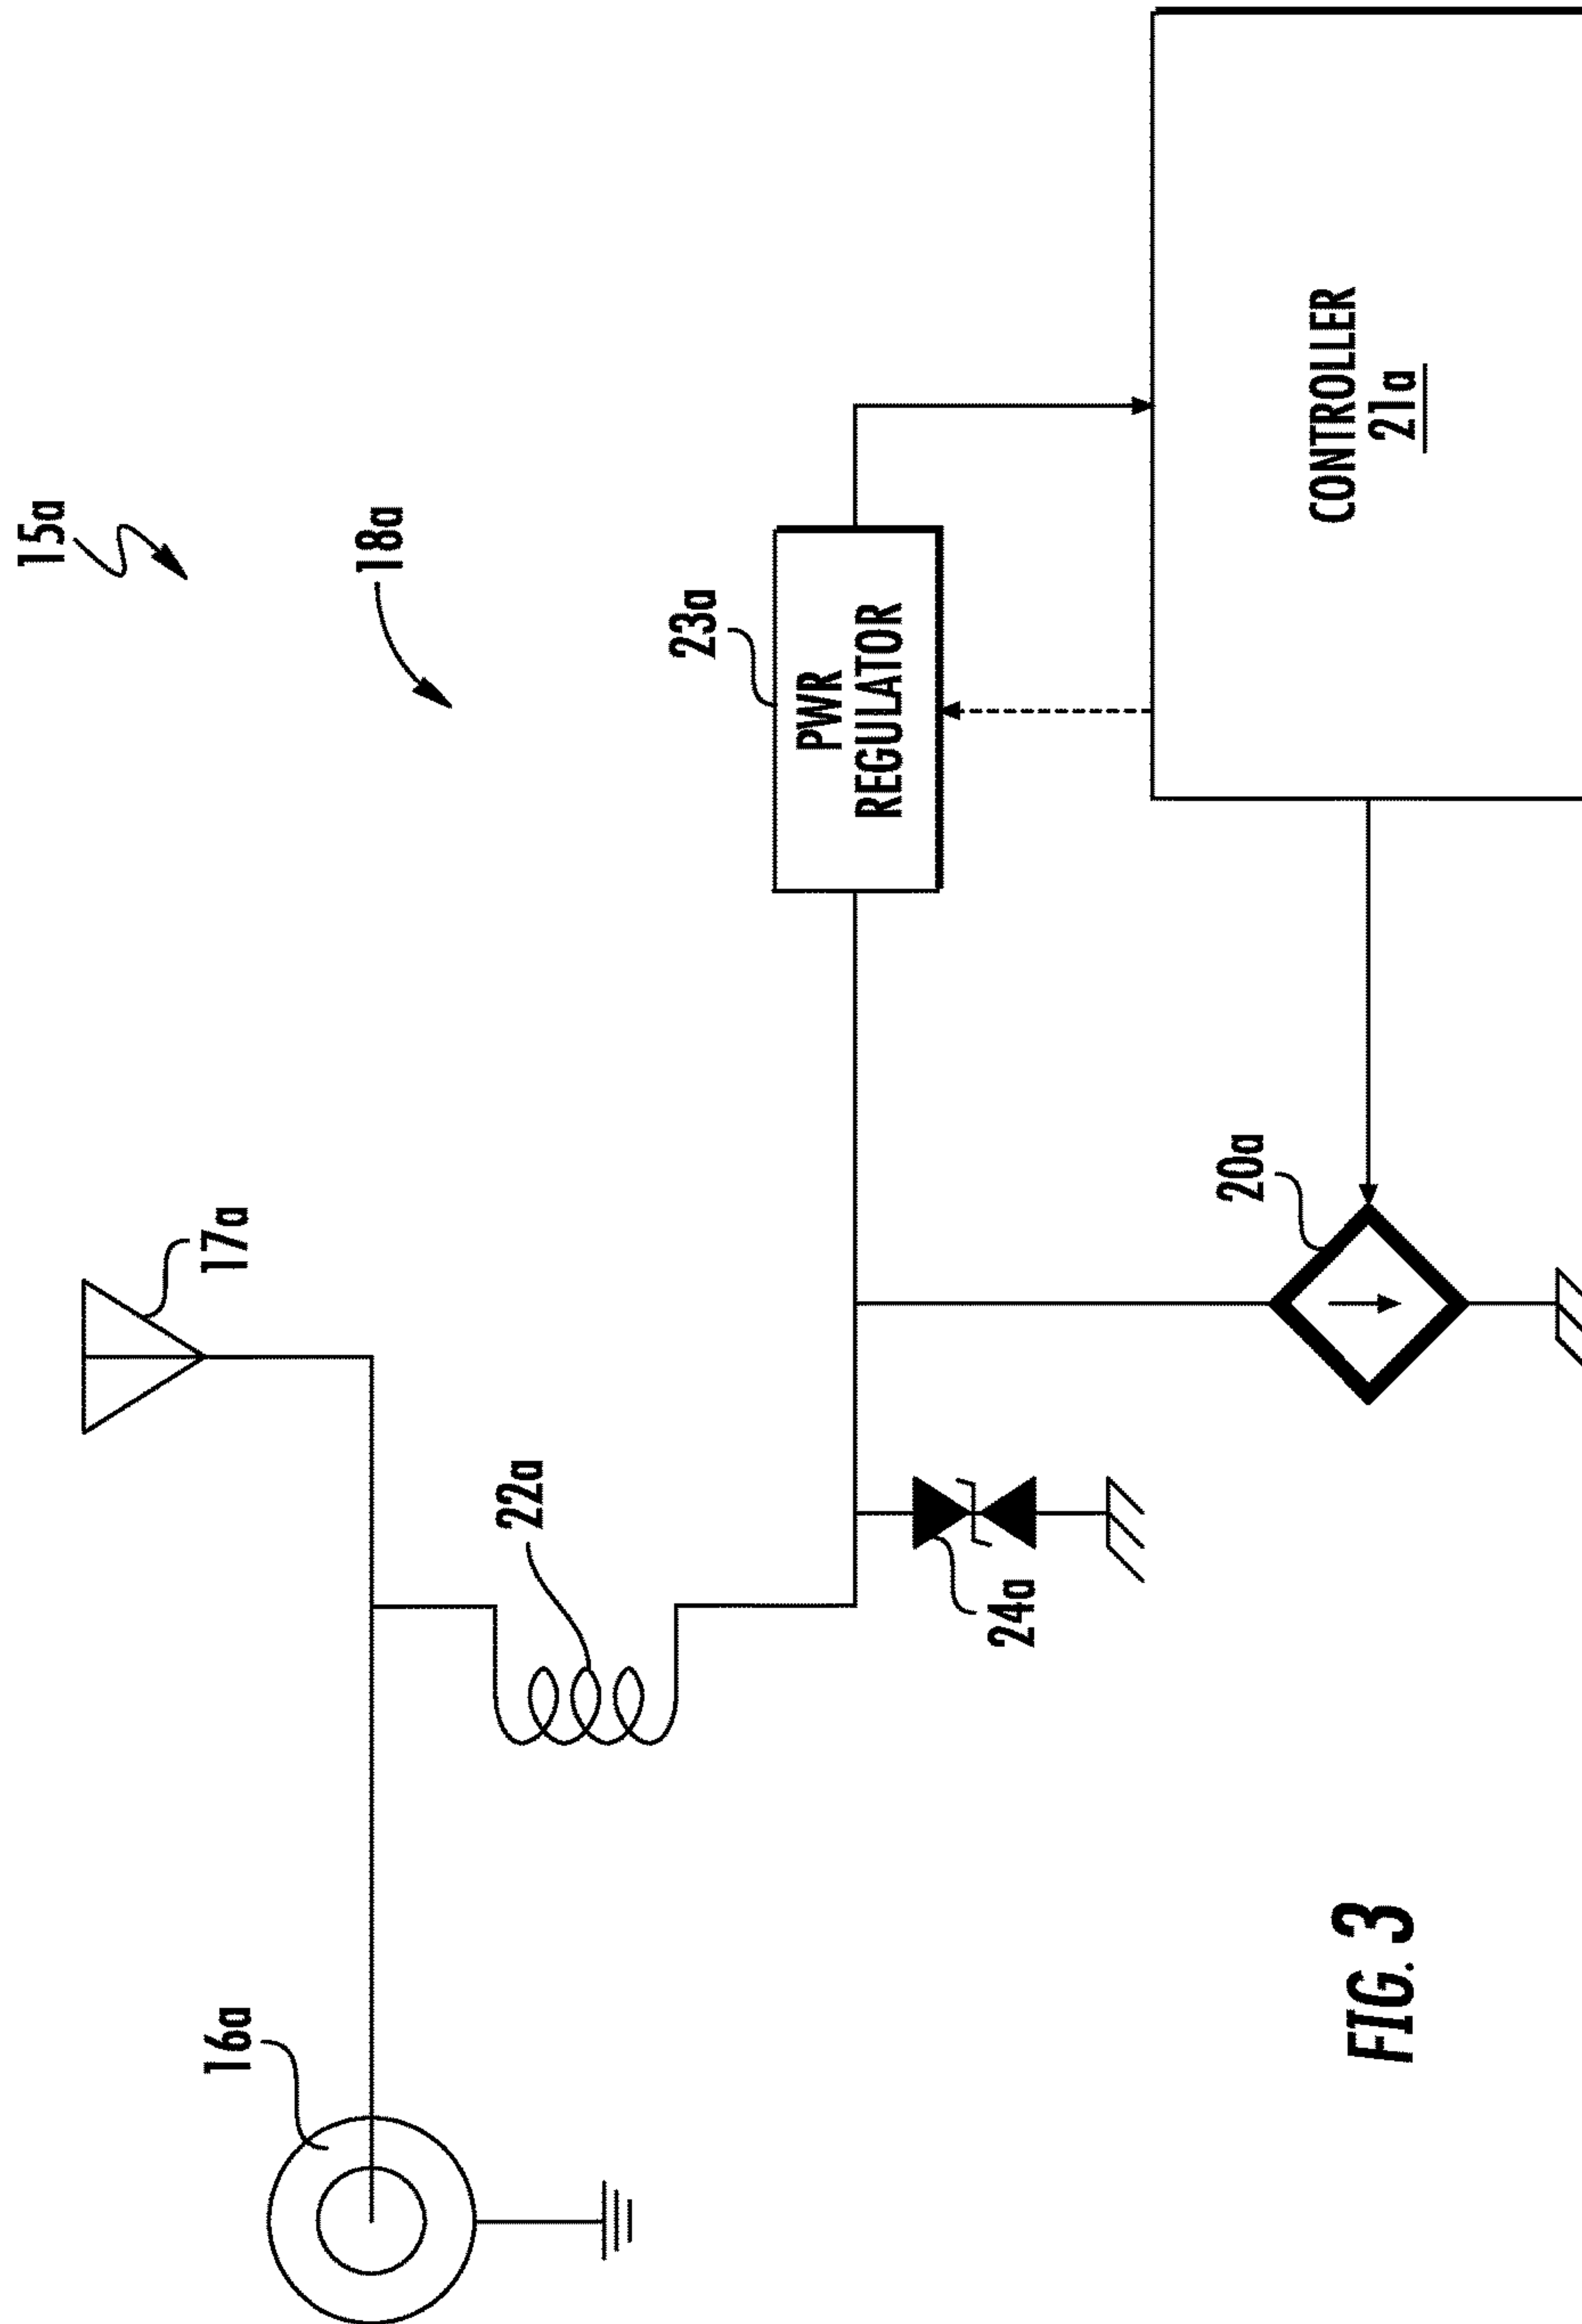 15a
18a
17a
16a
22a
23a
PWR
REGULATOR
24a
20a
CONTROLLER
21a
FIG. 3